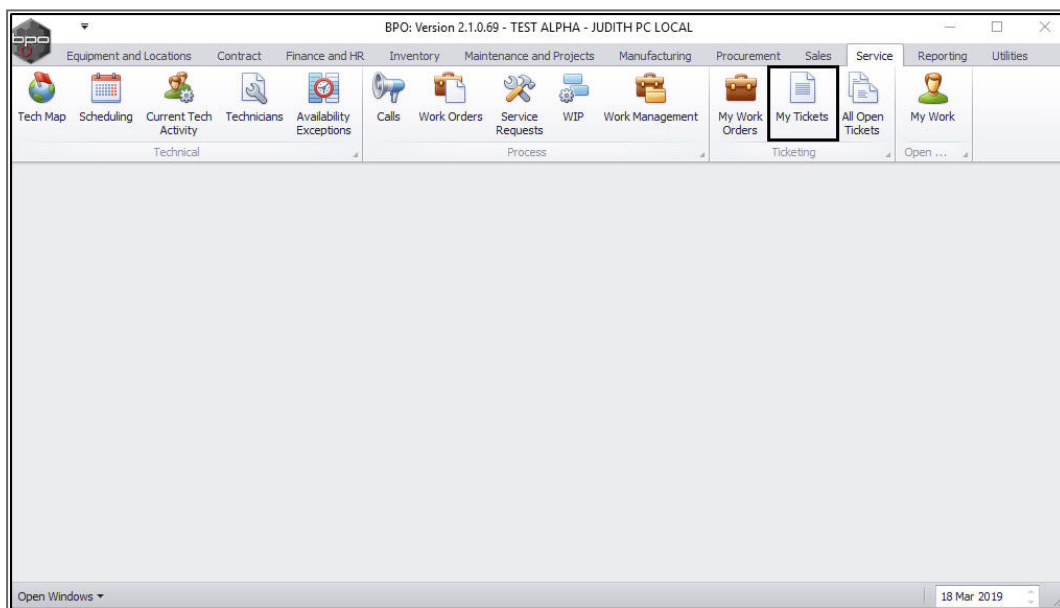 BPO: Version 2.1.0.69 - TEST ALPHA - JUDITH PC LOCAL
bpo
Equipment and Locations Contract Finance and HR Inventory Maintenance and Projects Manufacturing Procurement Sales Service Reporting Utilities
Tech Map Scheduling Current Tech Activity Technicians Availability Exceptions Calls Work Orders Service Requests WIP Work Management My Work Orders My Tickets All Open Tickets My Work
Technical Process Ticketing Open ...
Open Windows 18 Mar 2019